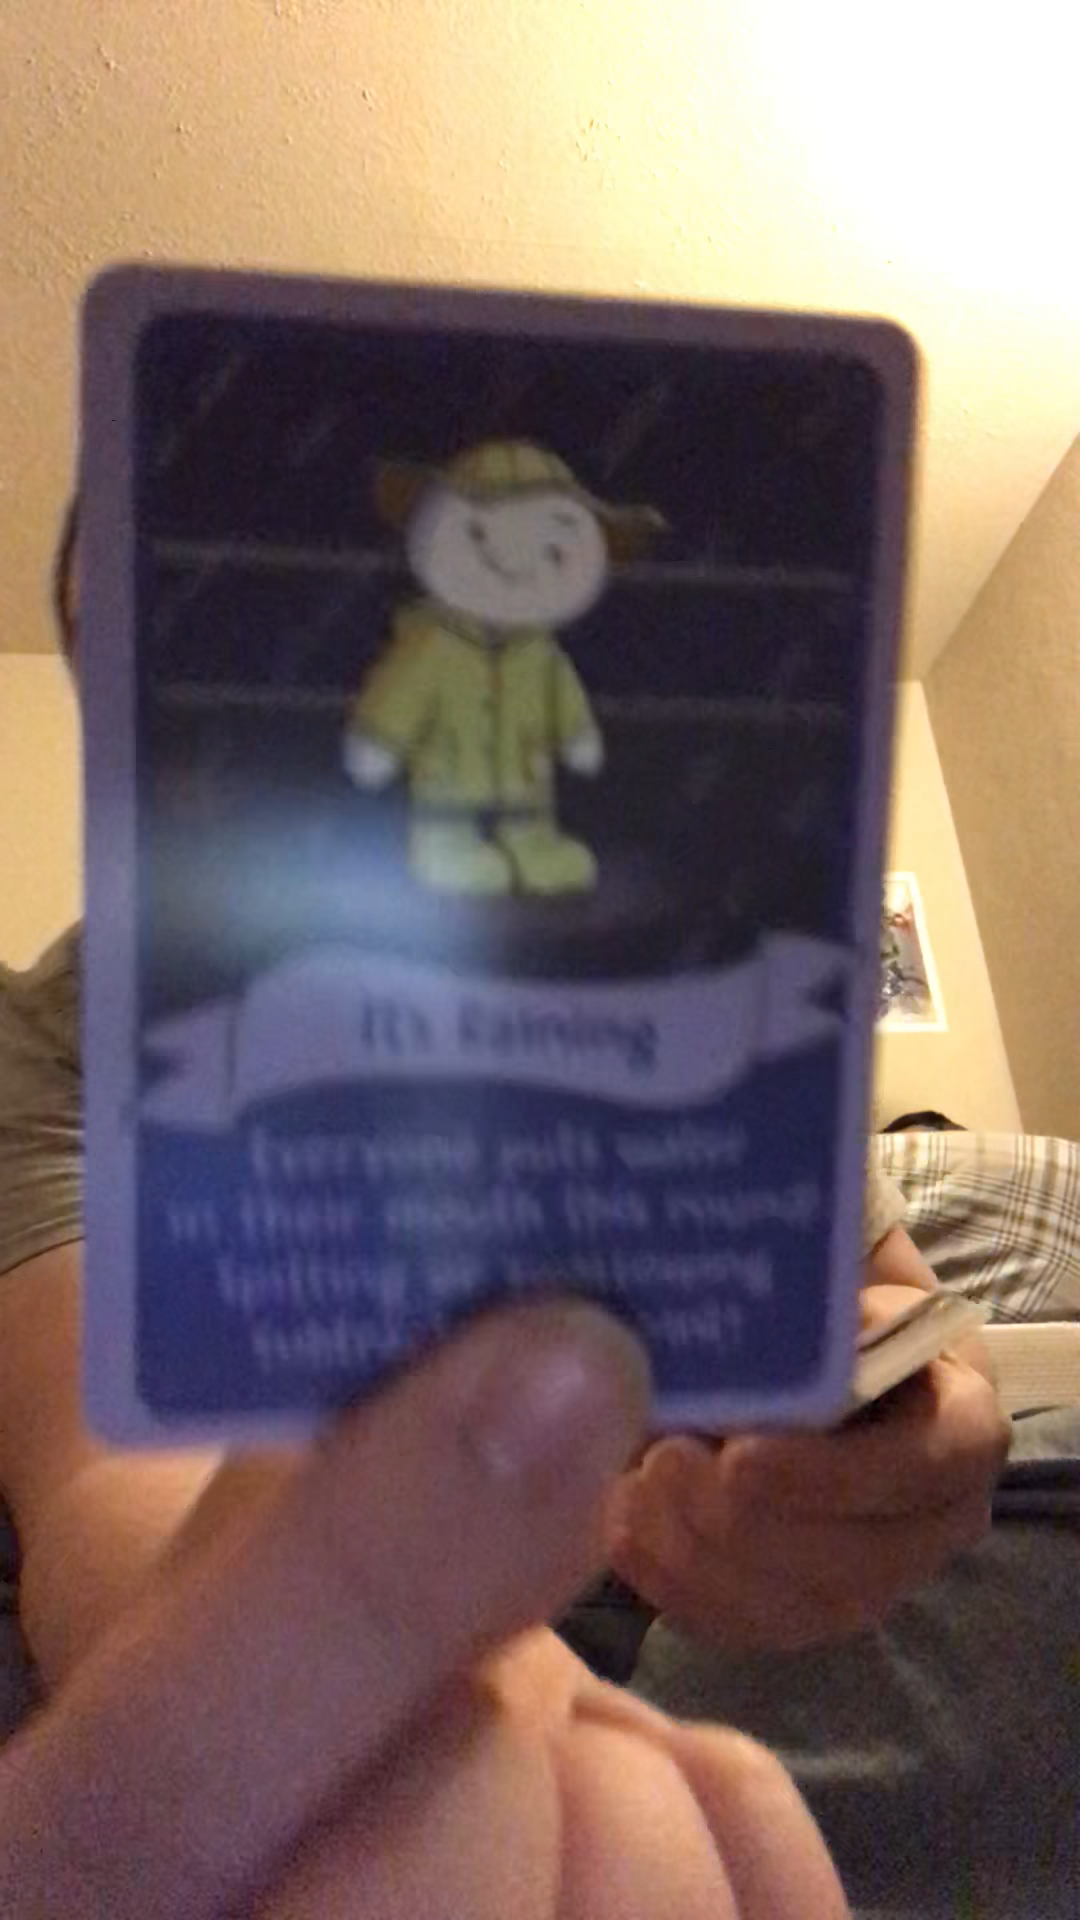 It's Raining
Everyone puts water
in their mouth this round!
Spitting or swallowing